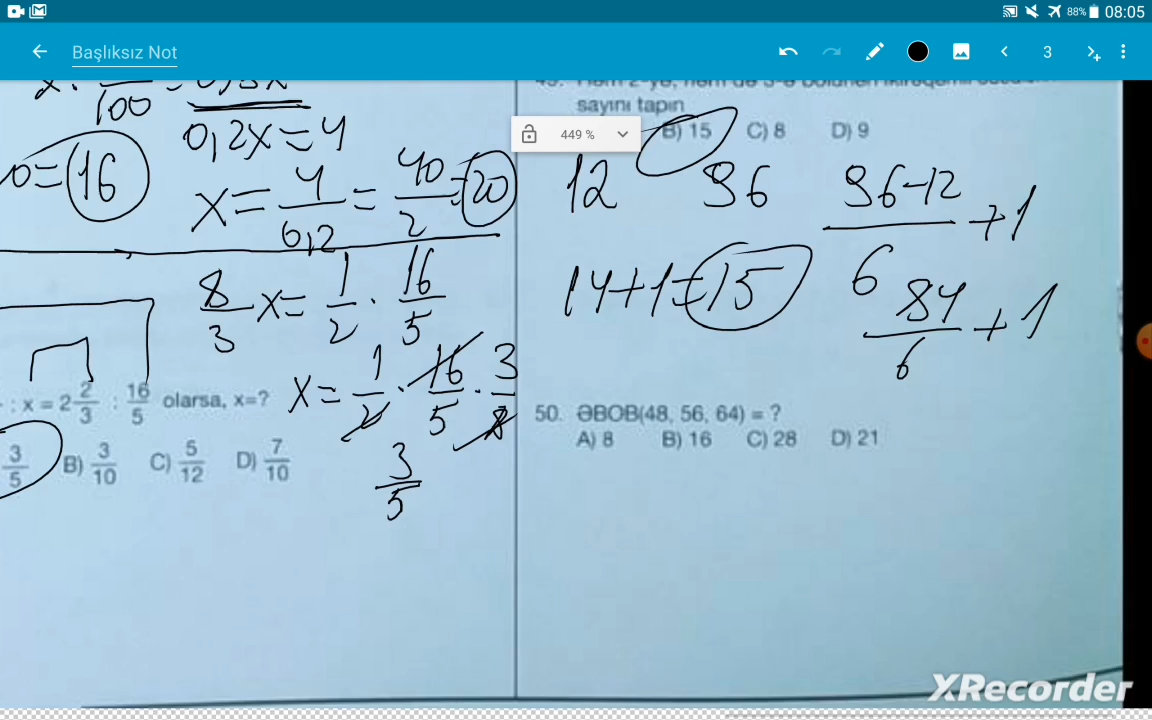 88% 08:05
Başlıksız Not
3
449 %
100
0,2x=4
0=16
x=4/0,2=40/2=20
8/3 x=1/2 · 16/5
x=1/2 · 16/5 · 3/8
3/5
: x = 2 2/3 : 16/5 olarsa, x=?
3/5 B) 3/10 C) 5/12 D) 7/10
sayını tapın
B) 15 C) 8 D) 9
12 96 96-12/6 +1
14+1=15 84/6 +1
50. ƏBOB(48, 56, 64) = ?
A) 8 B) 16 C) 28 D) 21
XRecorder